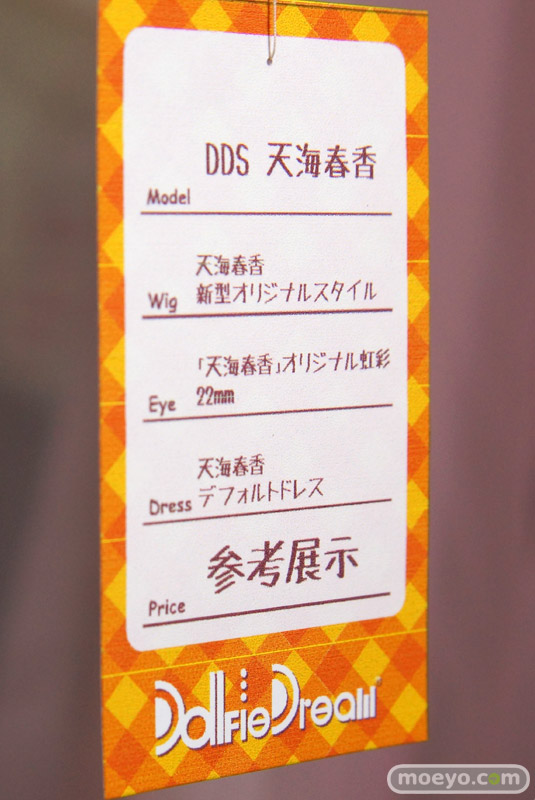 DDS 天海春香
Model
天海春香
Wig 新型オリジナルスタイル
「天海春香」オリジナル虹彩
Eye 22mm
天海春香
Dress デフォルトドレス
参考展示
Price
DollfieDream®
moeyo.com